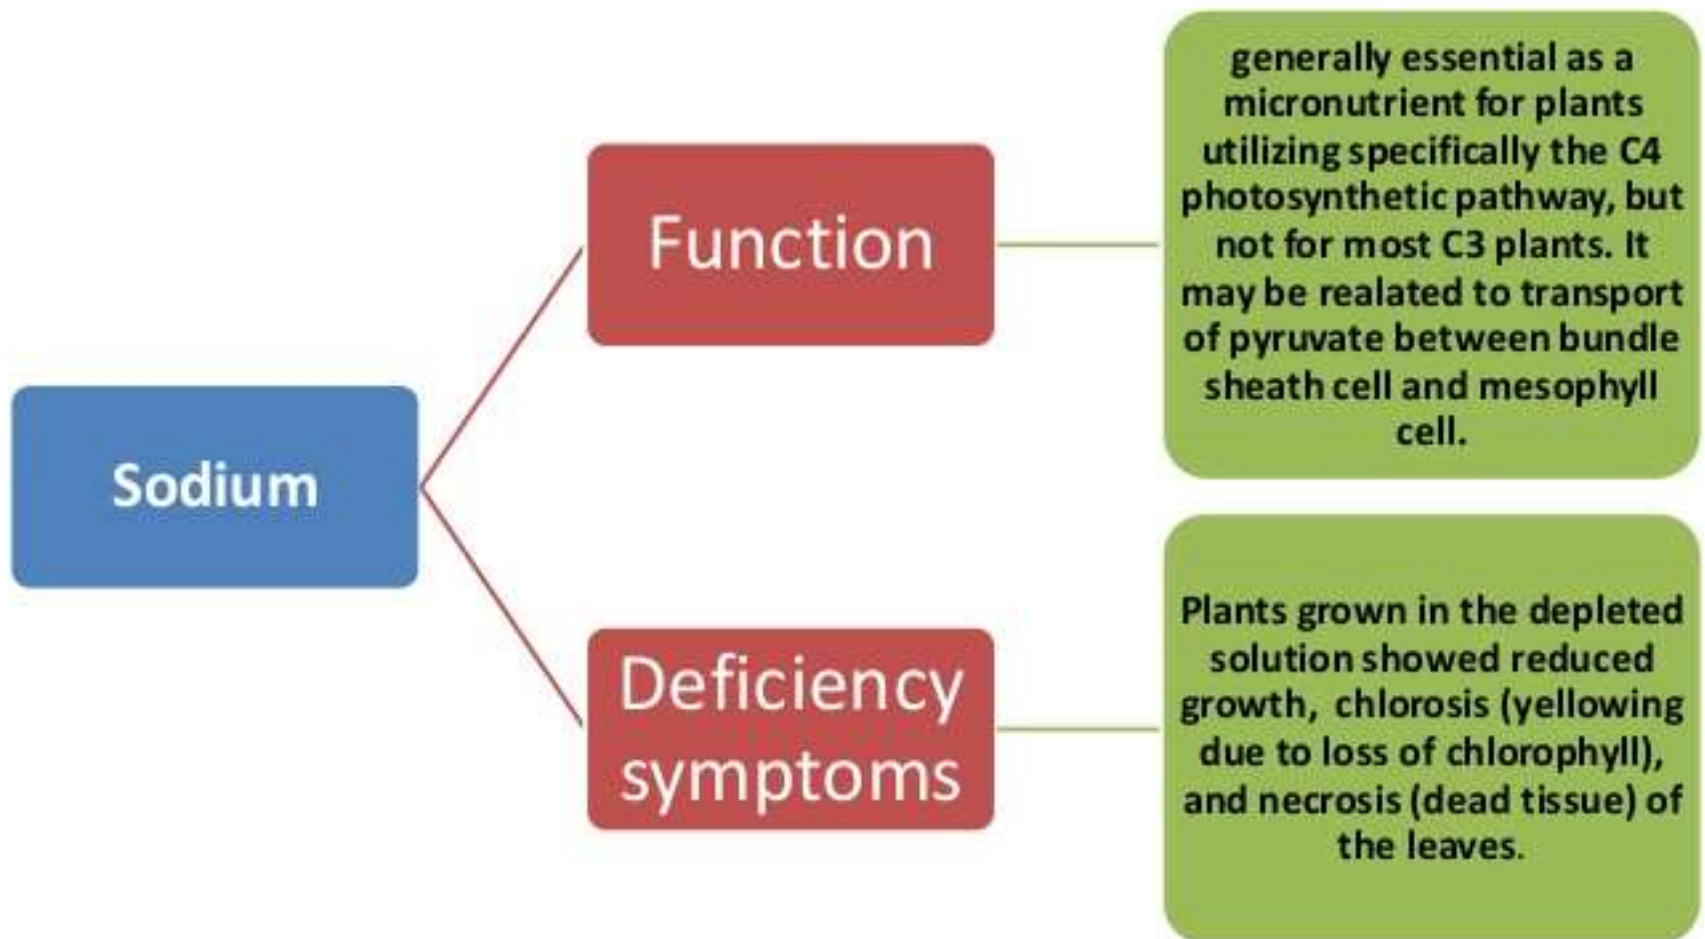 Sodium
Function
generally essential as a
micronutrient for plants
utilizing specifically the C4
photosynthetic pathway, but
not for most C3 plants. It
may be realated to transport
of pyruvate between bundle
sheath cell and mesophyll
cell.
Deficiency
symptoms
Plants grown in the depleted
solution showed reduced
growth, chlorosis (yellowing
due to loss of chlorophyll),
and necrosis (dead tissue) of
the leaves.